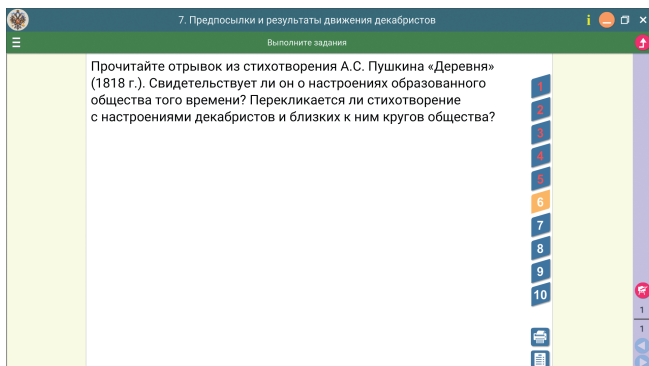 7. Предпосылки и результаты движения декабристов
Выполните задания
Прочитайте отрывок из стихотворения А.С. Пушкина «Деревня»
(1818 г.). Свидетельствует ли он о настроениях образованного
общества того времени? Перекликается ли стихотворение
с настроениями декабристов и близких к ним кругов общества?
1
2
3
4
5
6
7
8
9
10
1
1